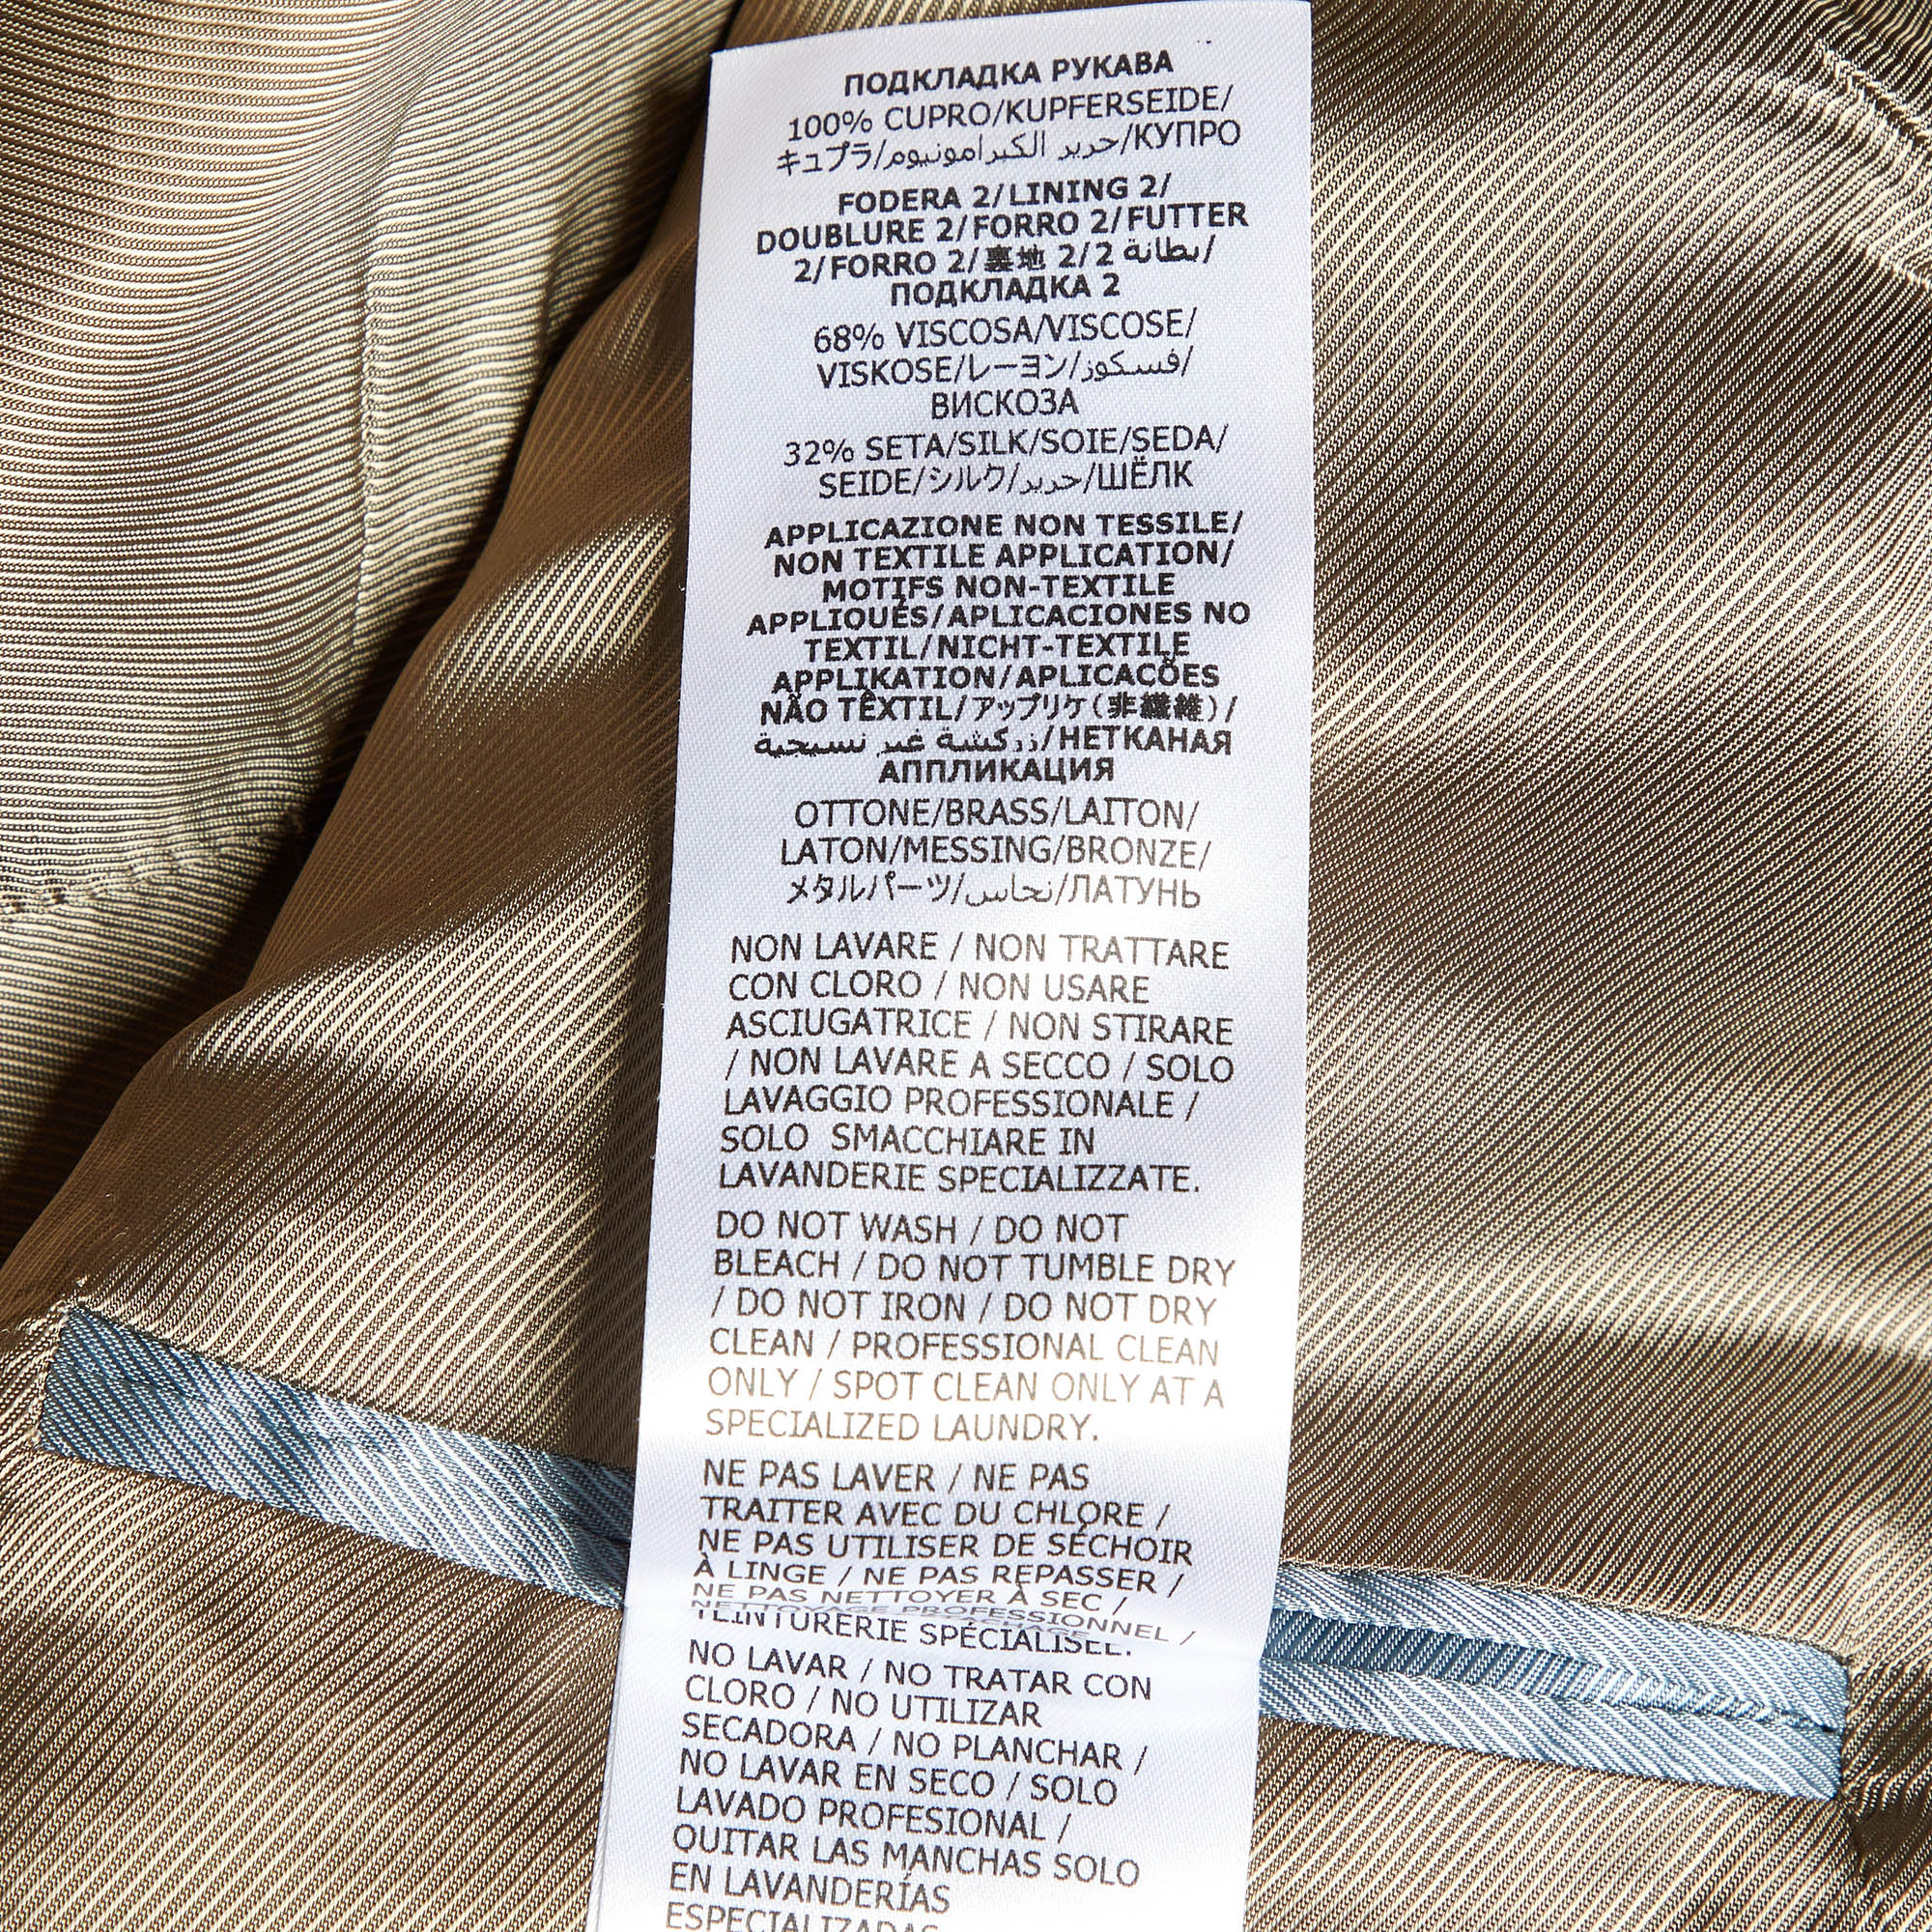 ПОДКЛАДКА РУКАВА
100% CUPRO/KUPFERSEIDE/
キュプラ/حرير الكبرامونيوم/КУПРО
FODERA 2/LINING 2/
DOUBLURE 2/FORRO 2/FUTTER
2/FORRO 2/裏地 2/2 بطانة/
ПОДКЛАДКА 2
68% VISCOSA/VISCOSE/
VISKOSE/レーヨン/فسكوز/
ВИСКОЗА
32% SETA/SILK/SOIE/SEDA/
SEIDE/シルク/حرير/ШЁЛК
APPLICAZIONE NON TESSILE/
NON TEXTILE APPLICATION/
MOTIFS NON-TEXTILE
APPLIQUÉS/APLICACIONES NO
TEXTIL/NICHT-TEXTILE
APPLIKATION/APLICACÕES
NÃO TÊXTIL/アップリケ(非繊維)/
زركشة غير نسيجية/НЕТКАНАЯ
АППЛИКАЦИЯ
OTTONE/BRASS/LAITON/
LATON/MESSING/BRONZE/
メタルパーツ/نحاس/ЛАТУНЬ
NON LAVARE / NON TRATTARE
CON CLORO / NON USARE
ASCIUGATRICE / NON STIRARE
/ NON LAVARE A SECCO / SOLO
LAVAGGIO PROFESSIONALE /
SOLO SMACCHIARE IN
LAVANDERIE SPECIALIZZATE.
DO NOT WASH / DO NOT
BLEACH / DO NOT TUMBLE DRY
/ DO NOT IRON / DO NOT DRY
CLEAN / PROFESSIONAL CLEAN
ONLY / SPOT CLEAN ONLY AT A
SPECIALIZED LAUNDRY.
NE PAS LAVER / NE PAS
TRAITER AVEC DU CHLORE /
NE PAS UTILISER DE SÉCHOIR
À LINGE / NE PAS REPASSER /
NE PAS NETTOYER À SEC /
PROFESSIONNEL /
TEINTURERIE SPÉCIALISÉE.
NO LAVAR / NO TRATAR CON
CLORO / NO UTILIZAR
SECADORA / NO PLANCHAR /
NO LAVAR EN SECO / SOLO
LAVADO PROFESIONAL /
QUITAR LAS MANCHAS SOLO
EN LAVANDERÍAS
ESPECIALIZADAS